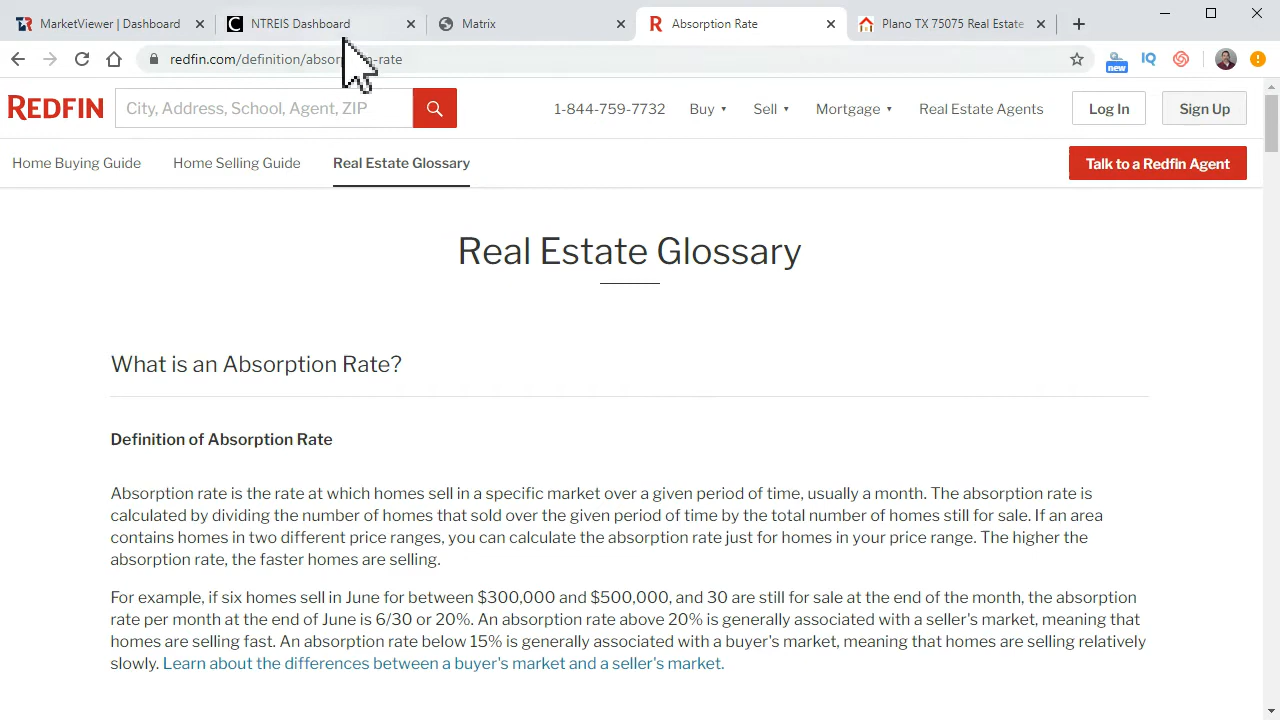 MarketViewer | Dashboard
NTREIS Dashboard
Matrix
Absorption Rate
Plano TX 75075 Real Estate
redfin.com/definition/absor
-rate
new
IQ
REDFIN
City, Address, School, Agent, ZIP
1-844-759-7732
Buy
Sell
Mortgage
Real Estate Agents
Log In
Sign Up
Home Buying Guide
Home Selling Guide
Real Estate Glossary
Talk to a Redfin Agent
Real Estate Glossary
What is an Absorption Rate?
Definition of Absorption Rate
Absorption rate is the rate at which homes sell in a specific market over a given period of time, usually a month. The absorption rate is
calculated by dividing the number of homes that sold over the given period of time by the total number of homes still for sale. If an area
contains homes in two different price ranges, you can calculate the absorption rate just for homes in your price range. The higher the
absorption rate, the faster homes are selling.
For example, if six homes sell in June for between $300,000 and $500,000, and 30 are still for sale at the end of the month, the absorption
rate per month at the end of June is 6/30 or 20%. An absorption rate above 20% is generally associated with a seller's market, meaning that
homes are selling fast. An absorption rate below 15% is generally associated with a buyer's market, meaning that homes are selling relatively
slowly. Learn about the differences between a buyer's market and a seller's market.